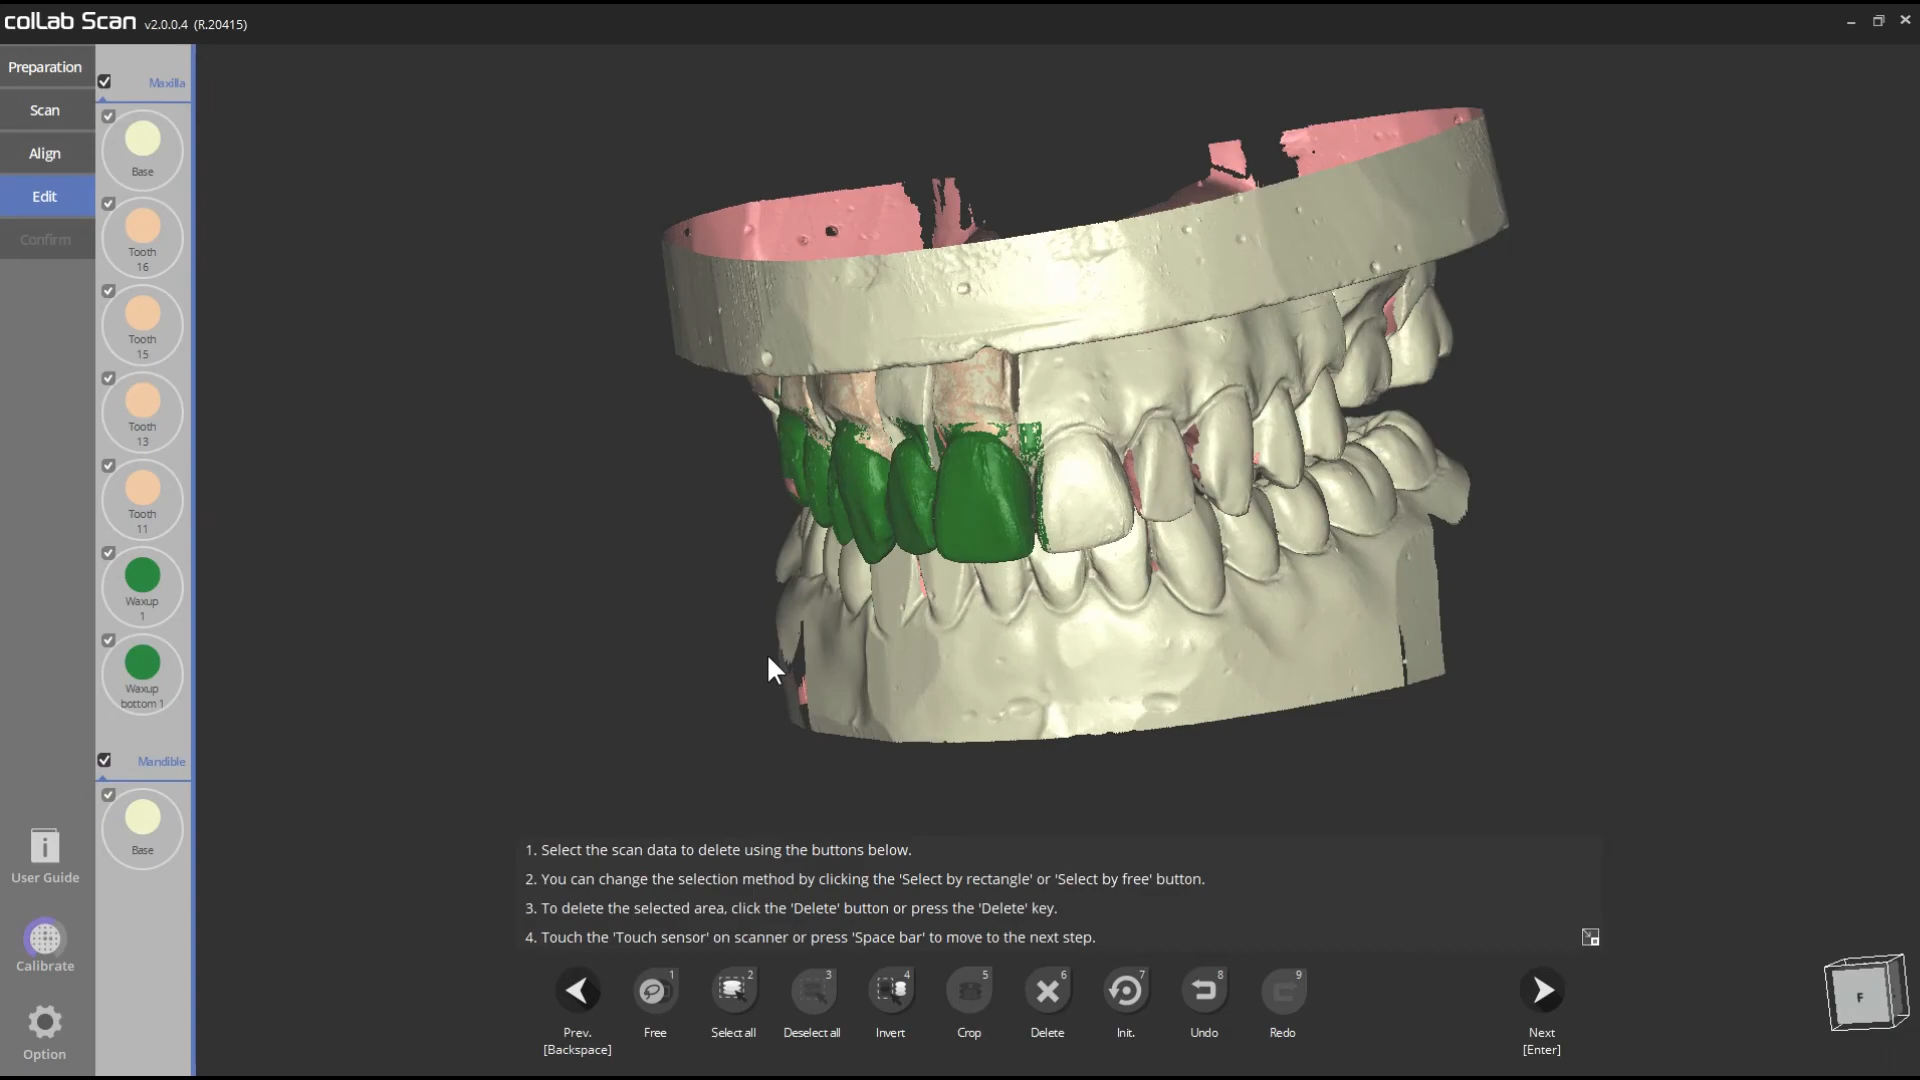 colLab Scan v2.0.0.4 (R.20415)
Preparation
Scan
Align
Edit
Confirm
Maxilla
Base
Tooth
16
Tooth
15
Tooth
13
Tooth
11
Waxup
1
Waxup
bottom 1
Mandible
Base
User Guide
Calibrate
Option
1. Select the scan data to delete using the buttons below.
2. You can change the selection method by clicking the 'Select by rectangle' or 'Select by free' button.
3. To delete the selected area, click the 'Delete' button or press the 'Delete' key.
4. Touch the 'Touch sensor' on scanner or press 'Space bar' to move to the next step.
1 2 3 4 5 6 7 8 9
Prev. Free Select all Deselect all Invert Crop Delete Init. Undo Redo Next
[Backspace] [Enter]
F